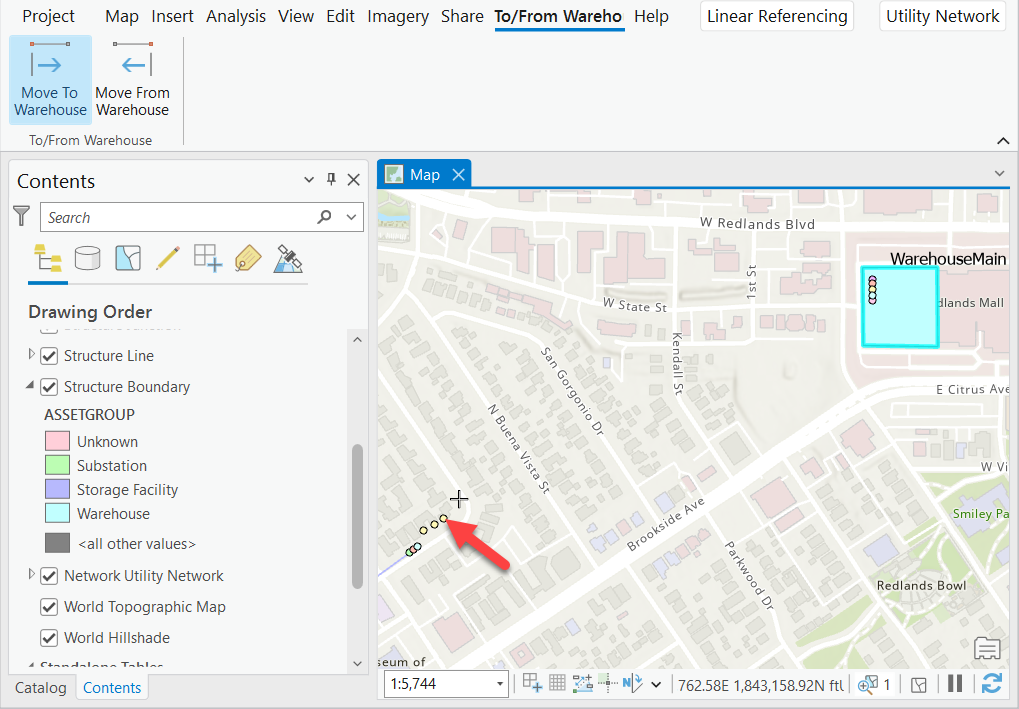 Project Map Insert Analysis View Edit Imagery Share To/From Wareho Help Linear Referencing Utility Network
Move To Warehouse
Move From Warehouse
To/From Warehouse
Contents
Search
Drawing Order
Structure Line
Structure Boundary
ASSETGROUP
Unknown
Substation
Storage Facility
Warehouse
<all other values>
Network Utility Network
World Topographic Map
World Hillshade
Standalone Tables
Catalog Contents
Map
W Redlands Blvd
WarehouseMain
1st St
W State St
dlands Mall
Kendall St
San Gorgonio Dr
E Citrus Ave
N Buena Vista St
W Vi
Brookside Ave
Smiley Pa
Parkwood Dr
Redlands Bowl
seum of
1:5,744
762.58E 1,843,158.92N ftI
1